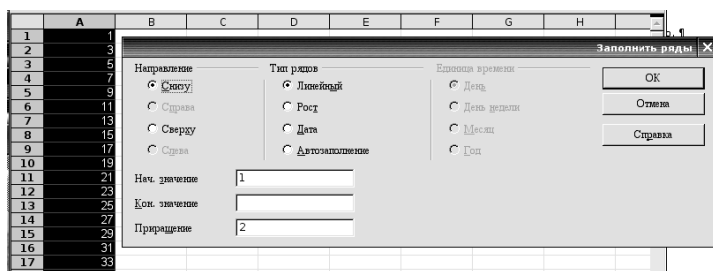 A B C D E F G H
1 1
2 3
3 5
4 7
5 9
6 11
7 13
8 15
9 17
10 19
11 21
12 23
13 25
14 27
15 29
16 31
17 33
Заполнить ряды
Направление Тип рядов Единица времени
Снизу Линейный День OK
Справа Рост День недели Отмена
Сверху Дата Месяц Справка
Слева Автозаполнение Год
Нач. значение 1
Кон. значение
Приращение 2